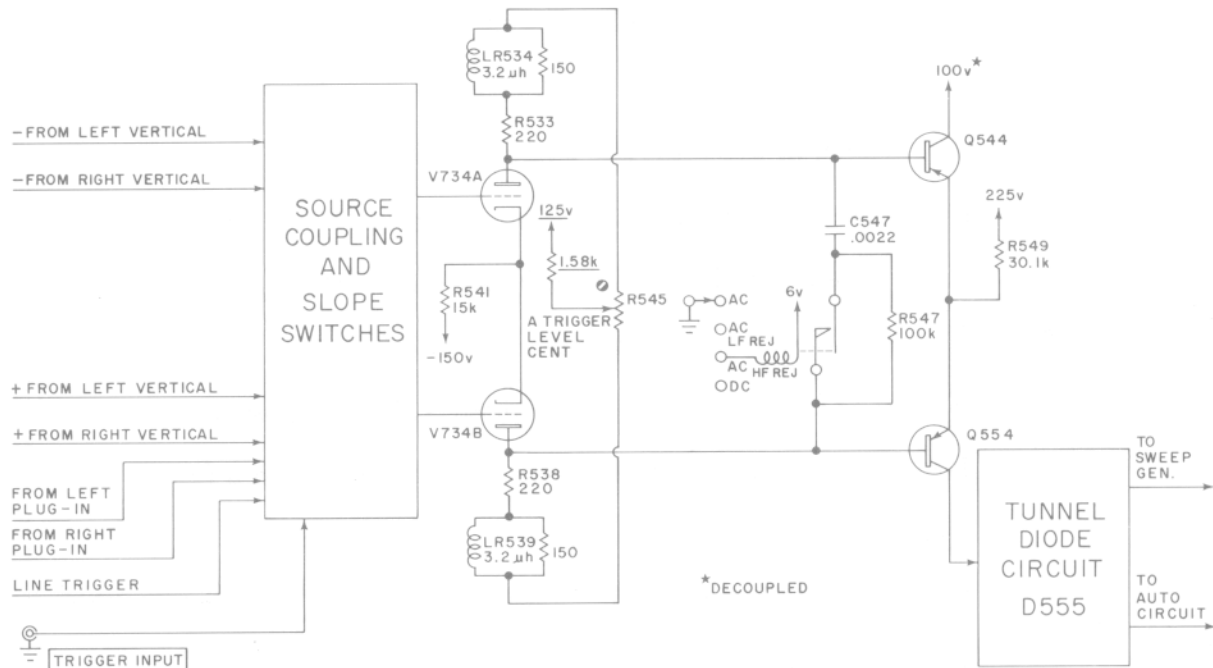 LR534
3.2μh
150
R533
220
V734A
-FROM LEFT VERTICAL
-FROM RIGHT VERTICAL
SOURCE
COUPLING
AND
SLOPE
SWITCHES
R541
15k
-150v
125v
1.58k
R545
A TRIGGER
LEVEL
CENT
AC
AC
LF REJ
AC
HF REJ
DC
6v
C547
.0022
R547
100k
100v*
Q544
225v
R549
30.1k
+FROM LEFT VERTICAL
+FROM RIGHT VERTICAL
FROM LEFT
PLUG-IN
FROM RIGHT
PLUG-IN
LINE TRIGGER
TRIGGER INPUT
V734B
R538
220
LR539
3.2μh
150
*DECOUPLED
Q554
TUNNEL
DIODE
CIRCUIT
D555
TO
SWEEP
GEN.
TO
AUTO
CIRCUIT